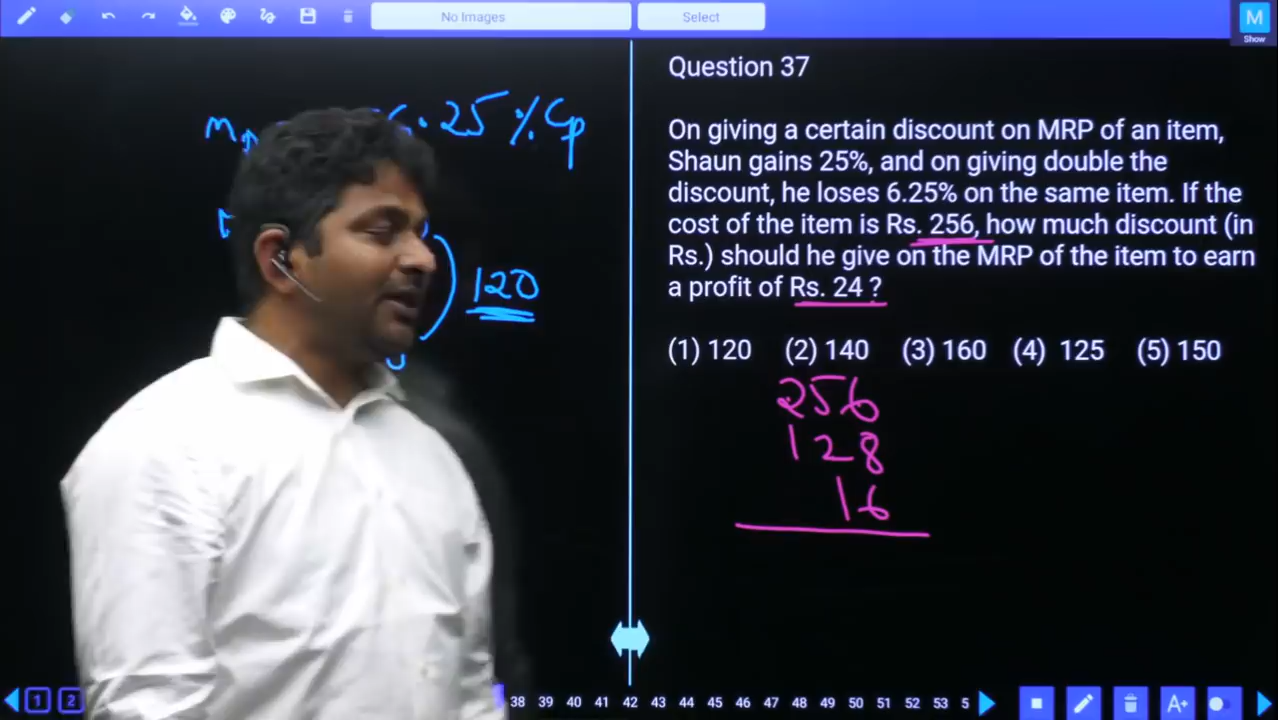 No Images
Select
M
Show
25 % Cp
120
Question 37
On giving a certain discount on MRP of an item,
Shaun gains 25%, and on giving double the
discount, he loses 6.25% on the same item. If the
cost of the item is Rs. 256, how much discount (in
Rs.) should he give on the MRP of the item to earn
a profit of Rs. 24 ?
(1) 120 (2) 140 (3) 160 (4) 125 (5) 150
256
128
16
1 2 38 39 40 41 42 43 44 45 46 47 48 49 50 51 52 53 5
A+